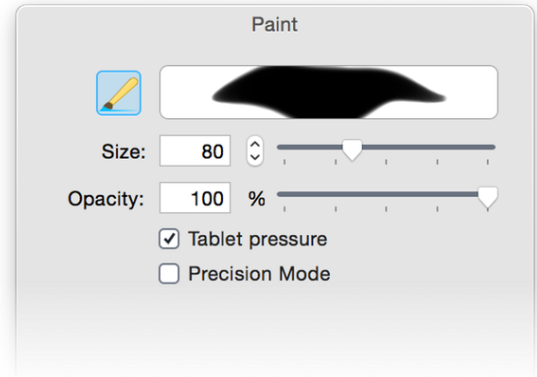 Paint
Size: 80
Opacity: 100 %
Tablet pressure
Precision Mode